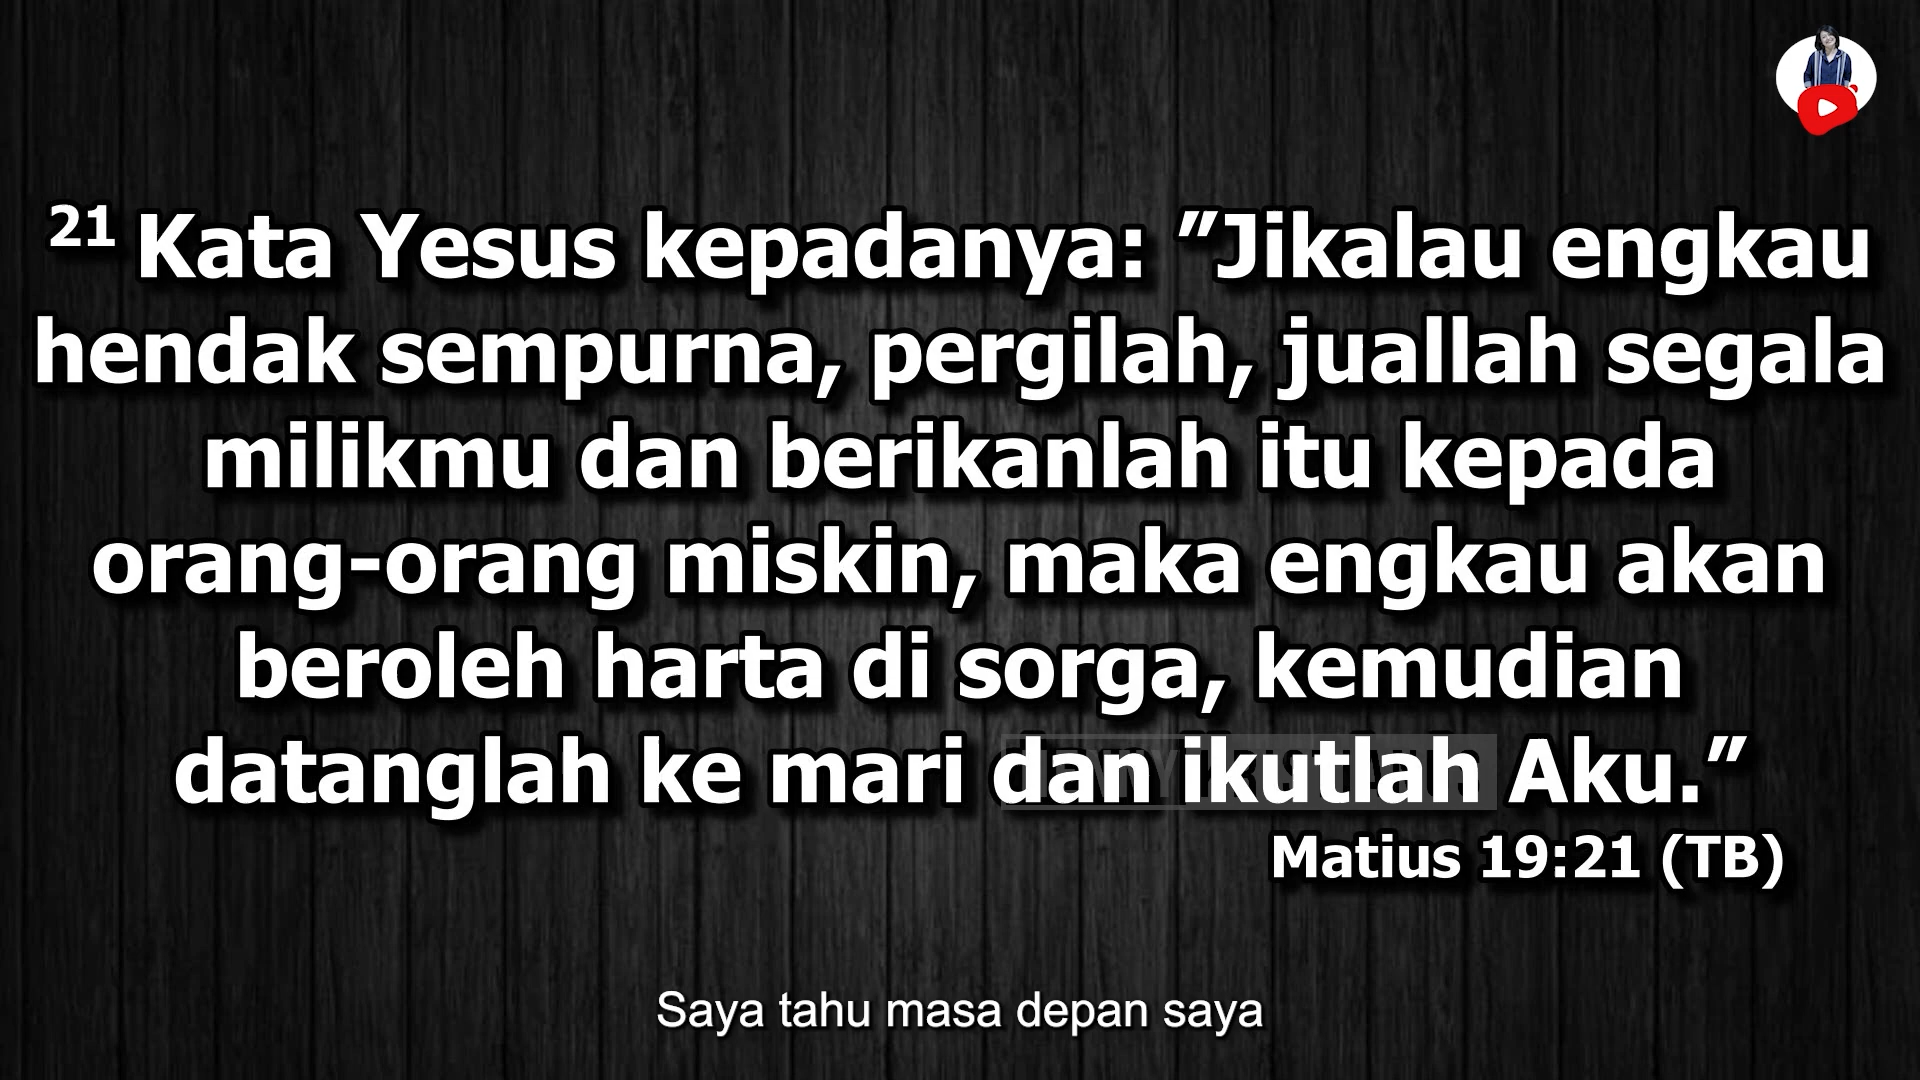 21 Kata Yesus kepadanya: ”Jikalau engkau
hendak sempurna, pergilah, juallah segala
milikmu dan berikanlah itu kepada
orang-orang miskin, maka engkau akan
beroleh harta di sorga, kemudian
datanglah ke mari dan ikutlah Aku.”
Matius 19:21 (TB)
Saya tahu masa depan saya